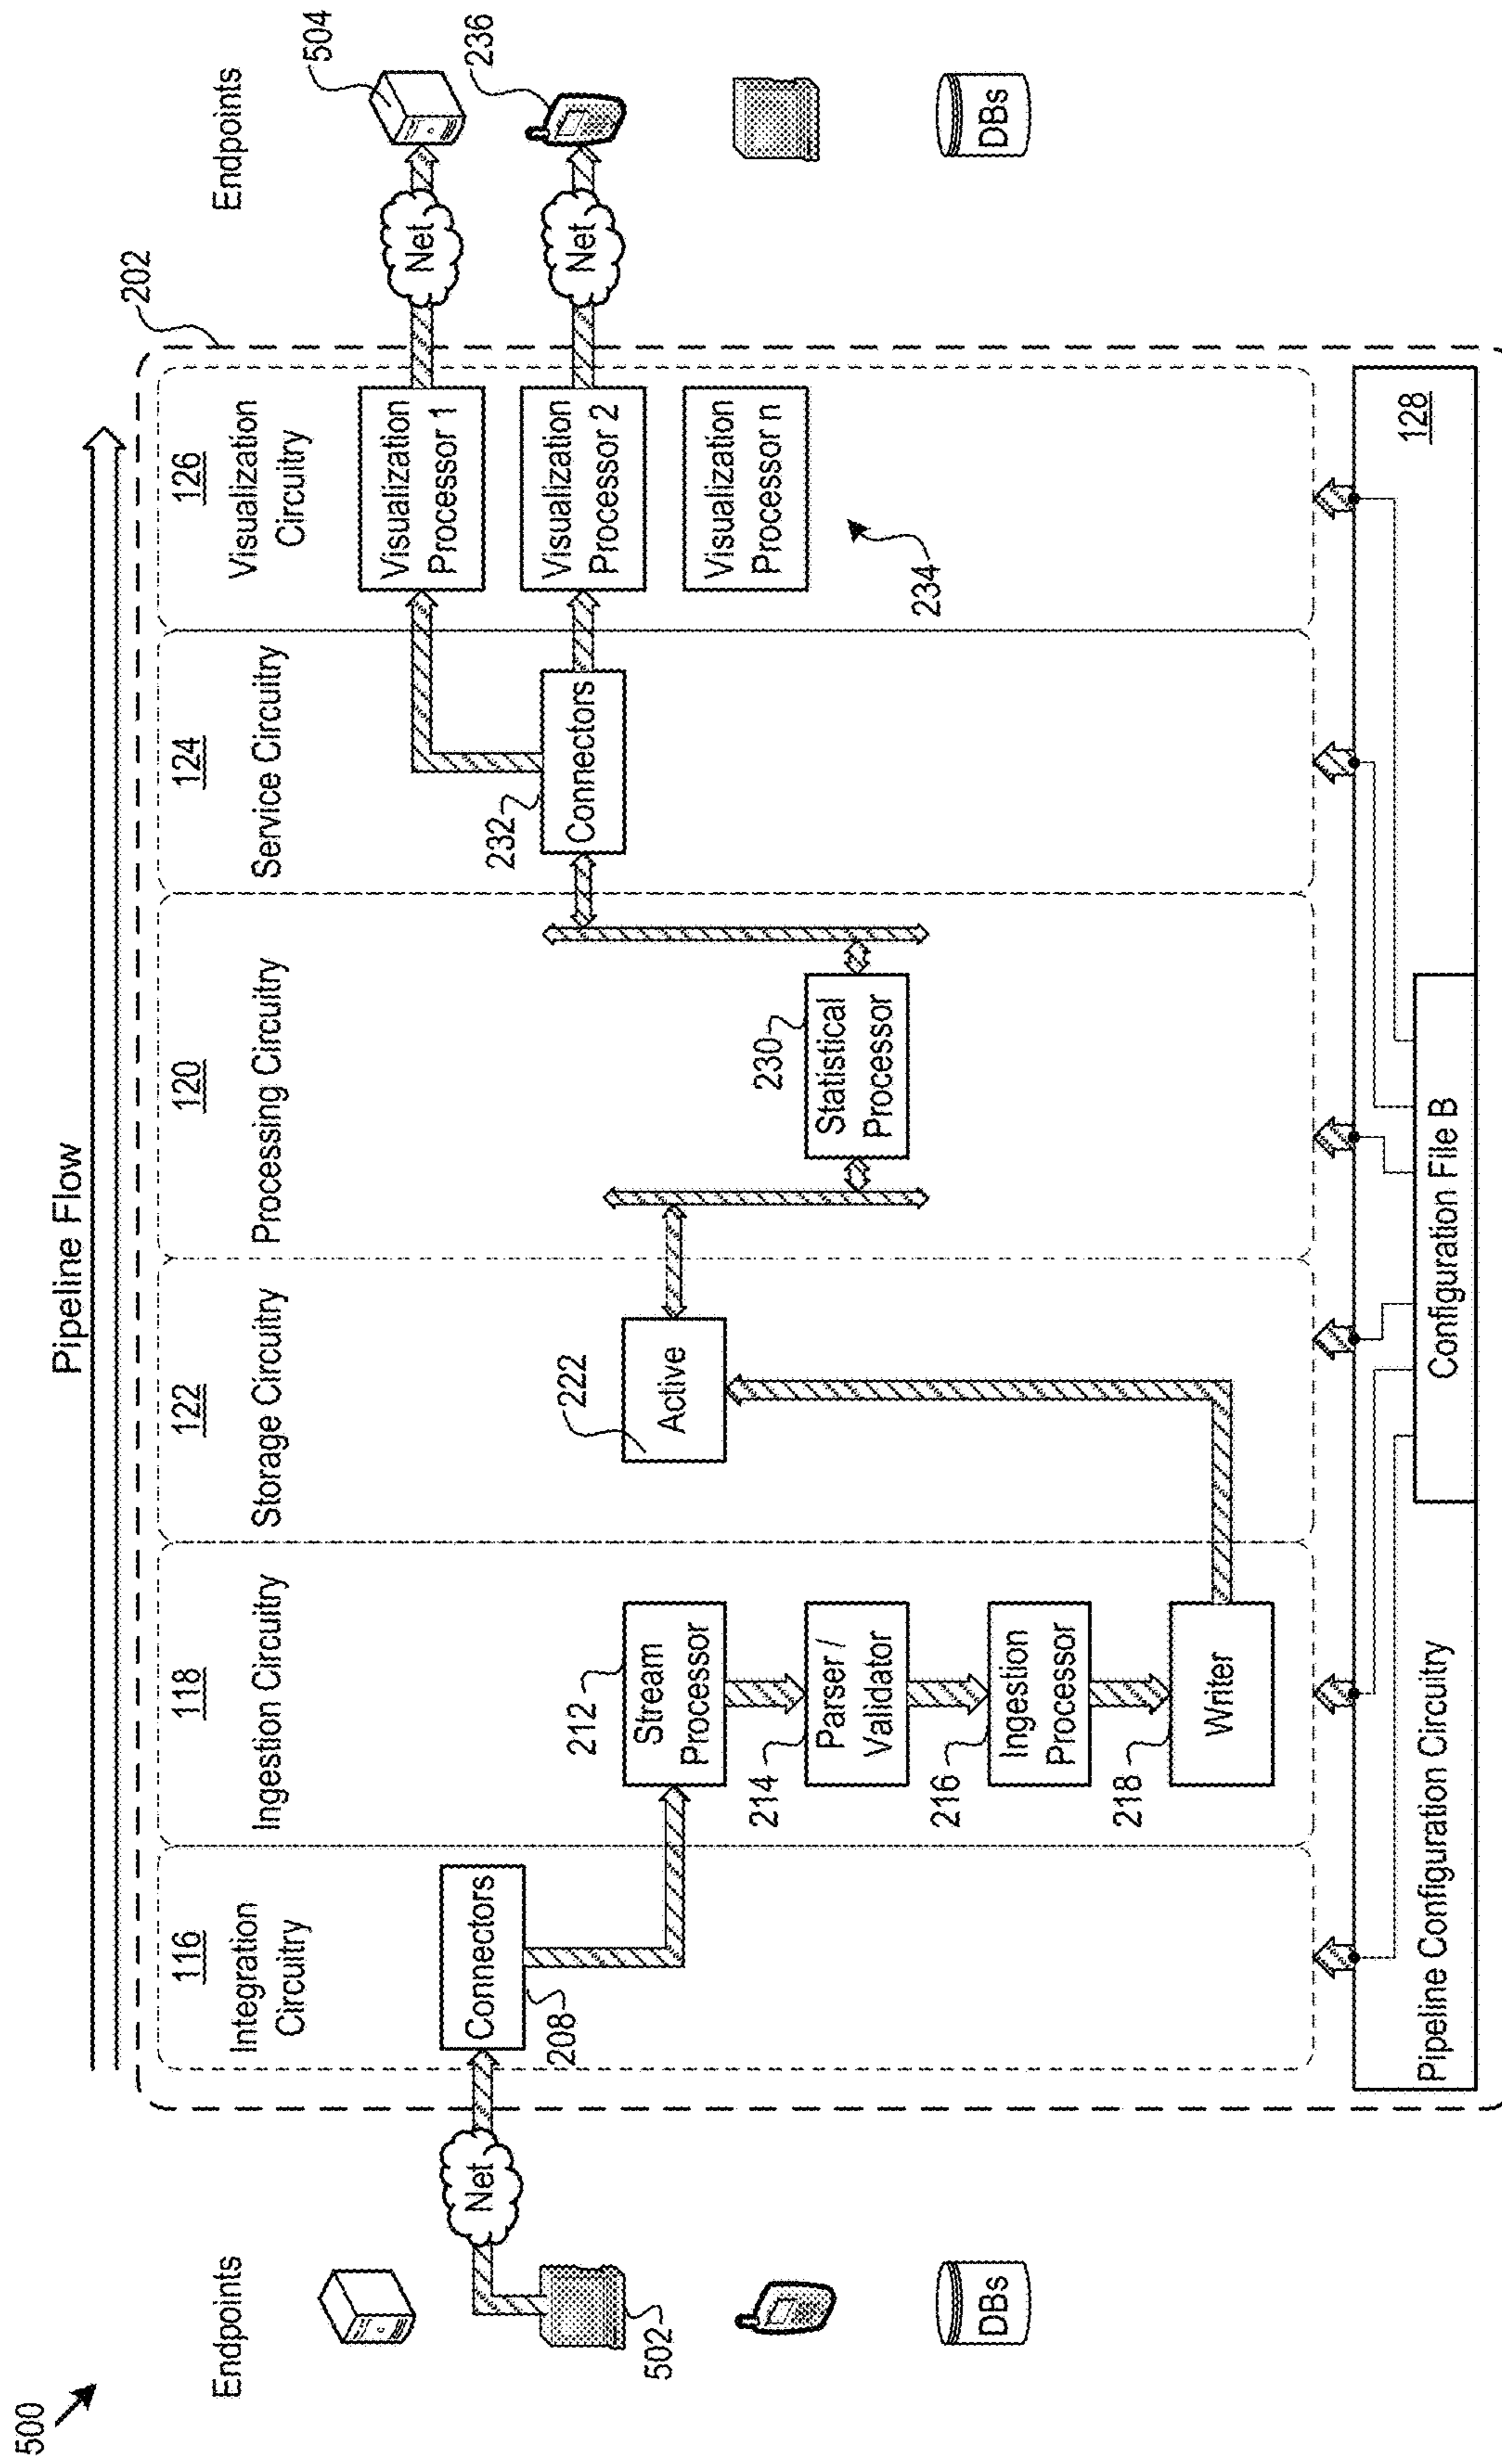 500
Pipeline Flow
202
Endpoints
Endpoints
116
Integration
Circuitry
118
Ingestion Circuitry
122
Storage Circuitry
120
Processing Circuitry
124
Service Circuitry
126
Visualization
Circuitry
Net
502
DBs
Connectors
208
212
Stream
Processor
214
Parser /
Validator
216
Ingestion
Processor
218
Writer
222
Active
230
Statistical
Processor
232
Connectors
Visualization
Processor 1
Visualization
Processor 2
Visualization
Processor n
234
Net
504
Net
236
DBs
Pipeline Configuration Circuitry
Configuration File B
128